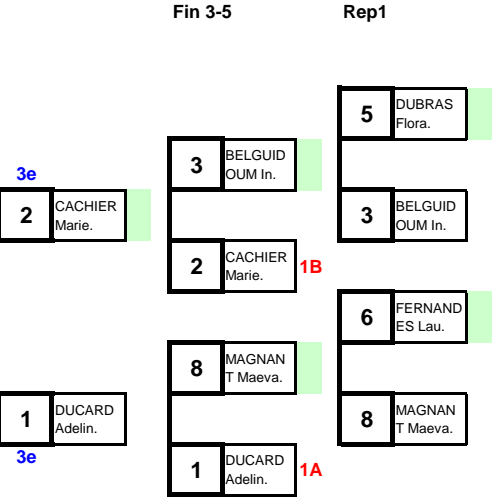 Fin 3-5 Rep1
5 DUBRAS
Flora.
3 BELGUID
OUM In.
3e
2 CACHIER
Marie.
3 BELGUID
OUM In.
2 CACHIER
Marie. 1B
6 FERNAND
ES Lau.
8 MAGNAN
T Maeva.
1 DUCARD
Adelin.
3e
8 MAGNAN
T Maeva.
1 DUCARD
Adelin. 1A